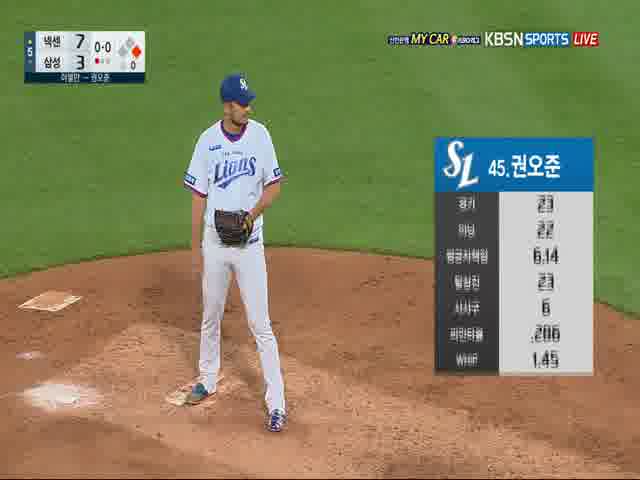 5 넥센 7 0-0
삼성 3 0
이영한 → 권오준
신한은행 MY CAR KBO리그 KBSN SPORTS LIVE
SL 45.권오준
경기 23
이닝 22
평균자책점 6.14
탈삼진 23
사사구 6
피안타율 .286
WHIP 1.45
Lions